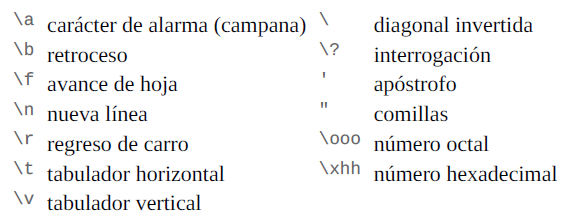 \a carácter de alarma (campana) \ diagonal invertida
\b retroceso \? interrogación
\f avance de hoja ' apóstrofo
\n nueva línea " comillas
\r regreso de carro \ooo número octal
\t tabulador horizontal \xhh número hexadecimal
\v tabulador vertical